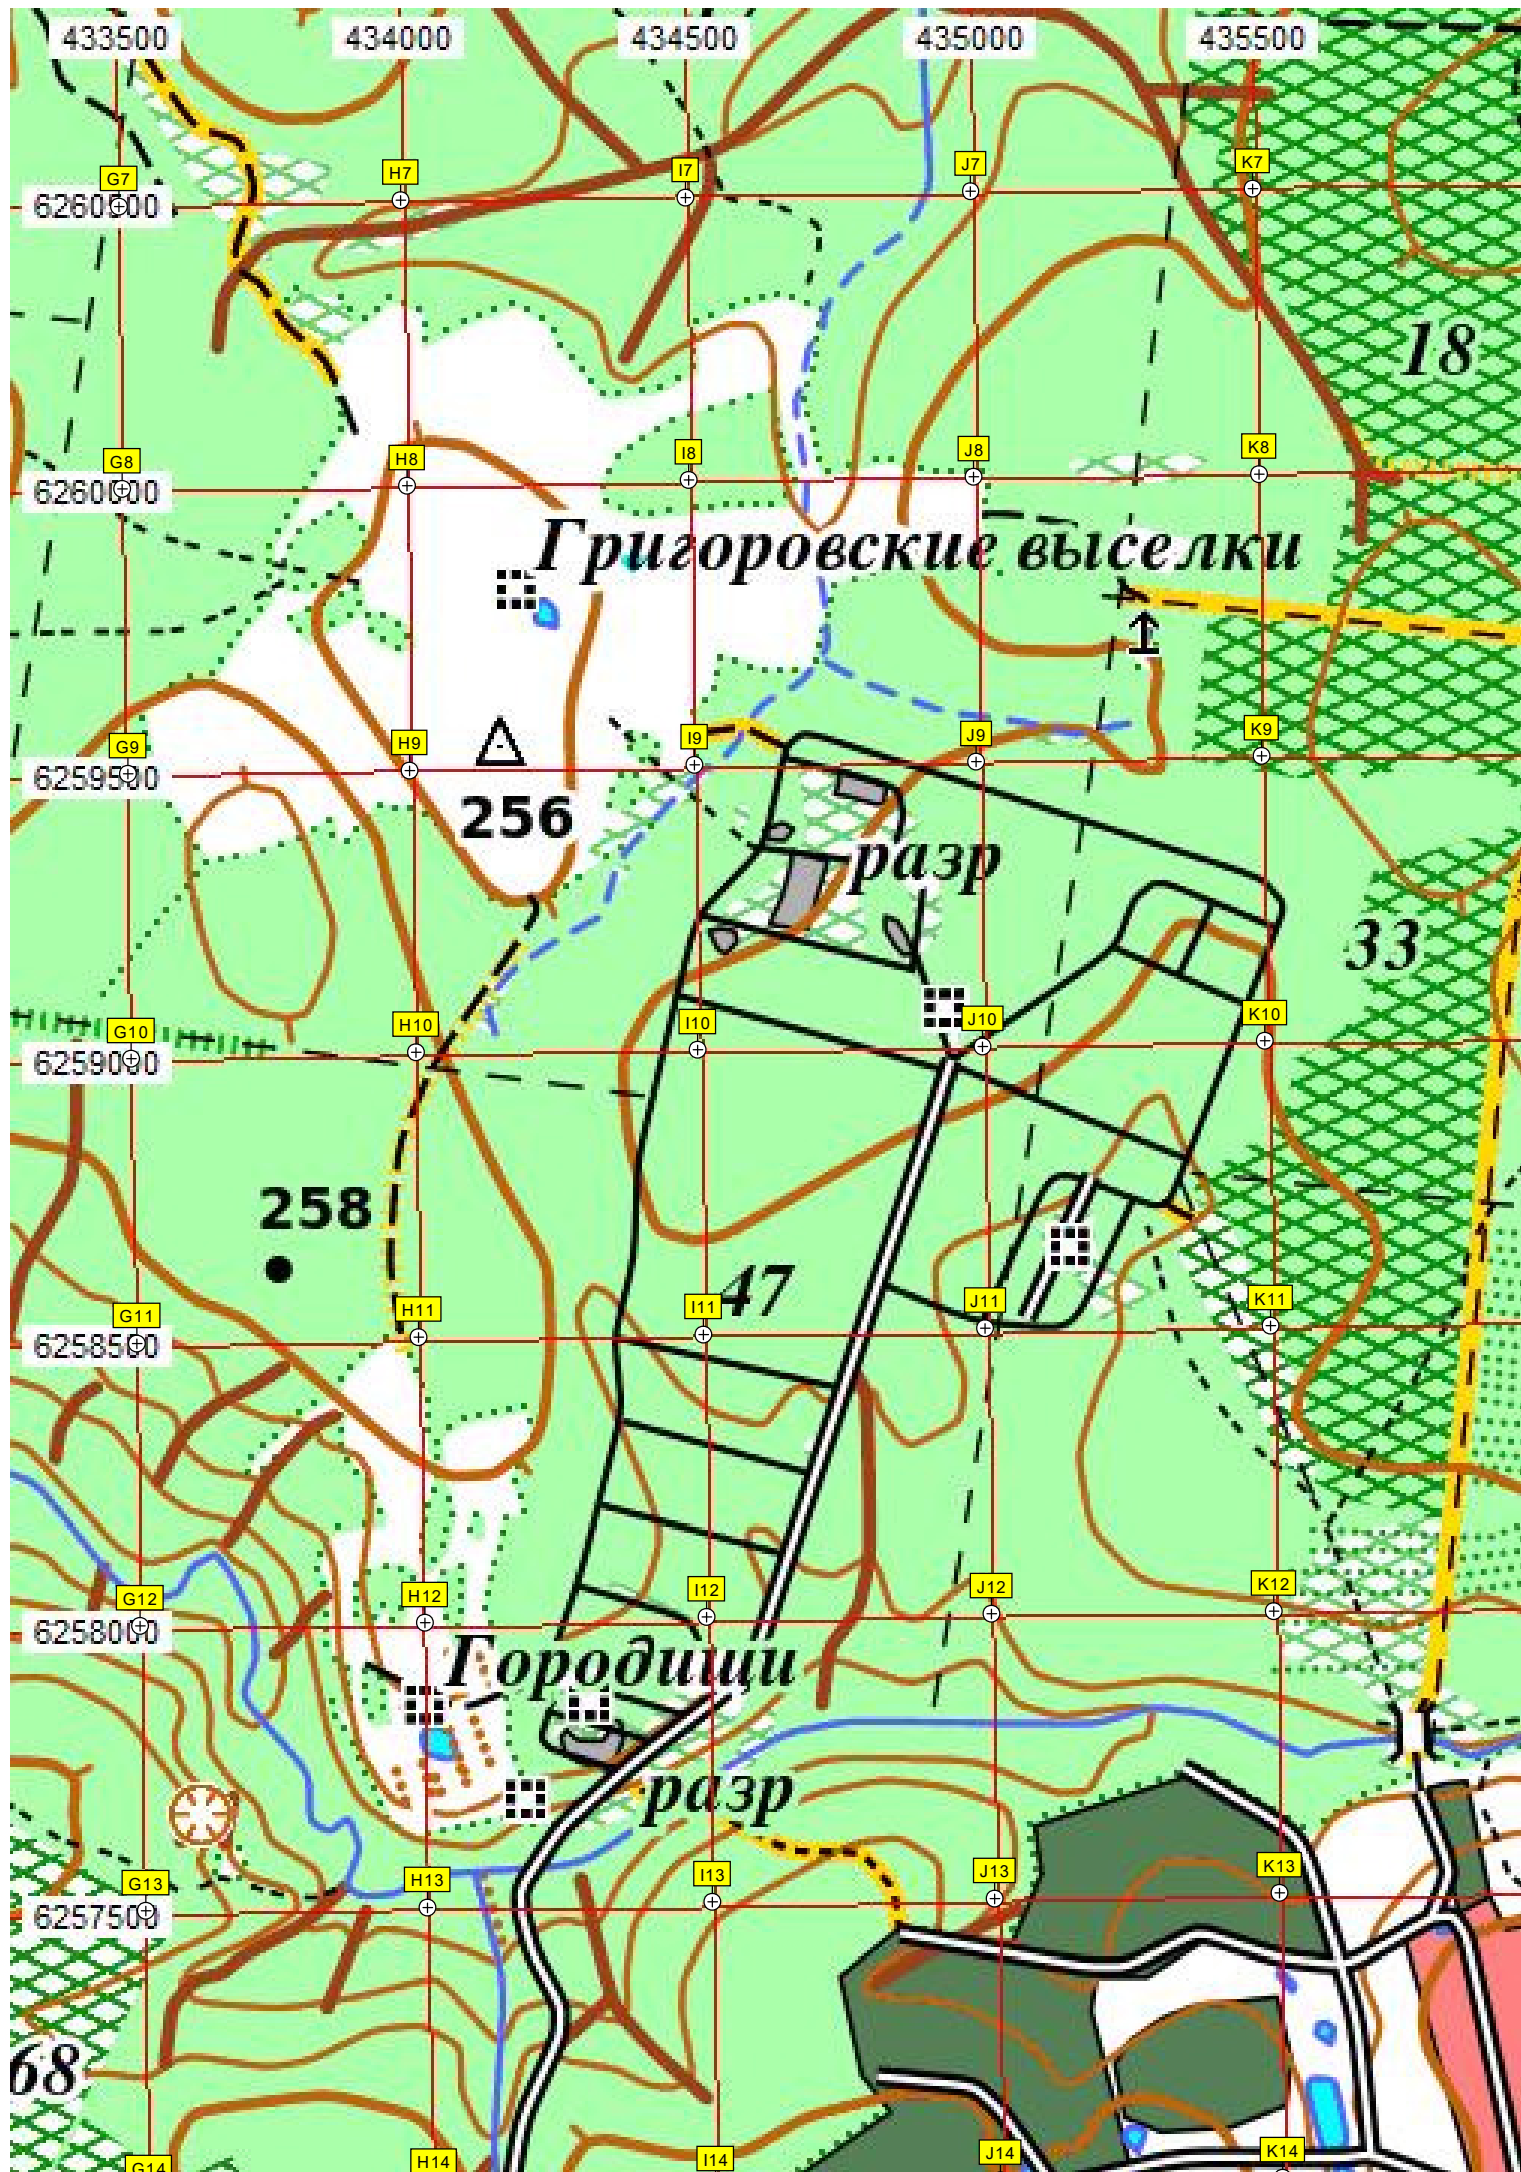 433500 434000 434500 435000 435500
G7 H7 I7 J7 K7
6260500
18
G8 H8 I8 J8 K8
6260000
Григоровские выселки
G9 H9 I9 J9 K9
6259500
256
разр
33
G10 H10 I10 J10 K10
6259000
258
47
G11 H11 I11 J11 K11
6258500
G12 H12 I12 J12 K12
6258000
Городищи
разр
G13 H13 I13 J13 K13
6257500
68
G14 H14 I14 J14 K14